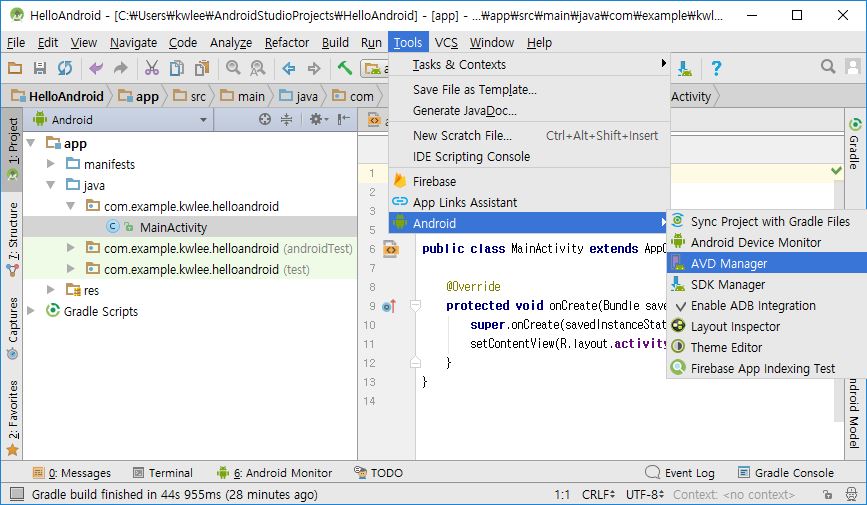 HelloAndroid - [C:₩Users₩kwlee₩AndroidStudioProjects₩HelloAndroid] - [app] - ...₩app₩src₩main₩java₩com₩example₩kwl...
File Edit View Navigate Code Analyze Refactor Build Run Tools VCS Window Help
HelloAndroid app src main java com Activity
Tasks & Contexts
Save File as Template...
Generate JavaDoc...
New Scratch File... Ctrl+Alt+Shift+Insert
IDE Scripting Console
Firebase
App Links Assistant
Android
Sync Project with Gradle Files
Android Device Monitor
AVD Manager
SDK Manager
Enable ADB Integration
Layout Inspector
Theme Editor
Firebase App Indexing Test
1: Project
7: Structure
Captures
2: Favorites
Android
app
manifests
java
com.example.kwlee.helloandroid
MainActivity
com.example.kwlee.helloandroid (androidTest)
com.example.kwlee.helloandroid (test)
res
Gradle Scripts
a
1
2
3
5
6 public class MainActivity extends AppC
7
8 @Override
9 protected void onCreate(Bundle save
10 super.onCreate(savedInstanceStat
11 setContentView(R.layout.activity
12 }
13 }
14
Gradle
Android Model
0: Messages Terminal 6: Android Monitor TODO Event Log Gradle Console
Gradle build finished in 44s 955ms (28 minutes ago) 1:1 CRLF UTF-8 Context: <no context>